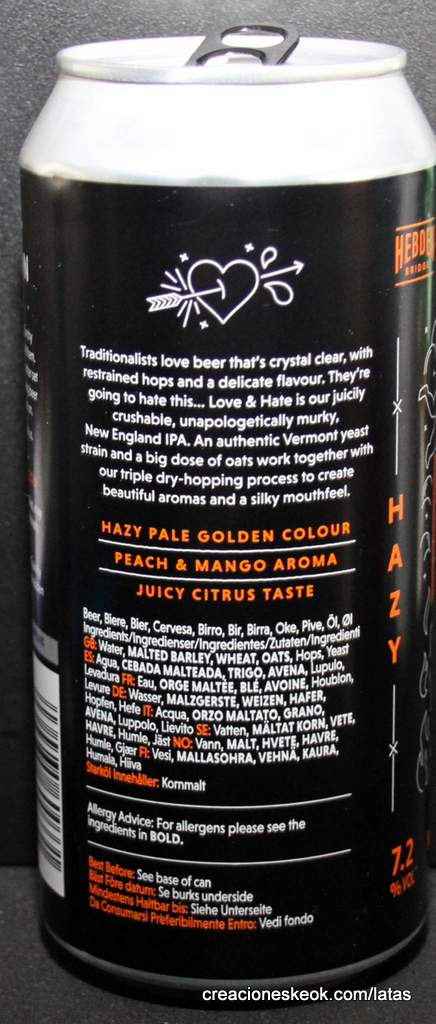 HEBDEN
BRIDGE
Traditionalists love beer that's crystal clear, with
restrained hops and a delicate flavour. They're
going to hate this... Love & Hate is our juicily
crushable, unapologetically murky,
New England IPA. An authentic Vermont yeast
strain and a big dose of oats work together with
our triple dry-hopping process to create
beautiful aromas and a silky mouthfeel.
HAZY PALE GOLDEN COLOUR
PEACH & MANGO AROMA
JUICY CITRUS TASTE
Beer, Biere, Bier, Cervesa, Birro, Bir, Birra, Oke, Pive, Öl, Øl
Ingredients/Ingredienser/Ingredientes/Zutaten/Ingredienti
GB: Water, MALTED BARLEY, WHEAT, OATS, Hops, Yeast
ES: Agua, CEBADA MALTEADA, TRIGO, AVENA, Lupulo,
Levadura FR: Eau, ORGE MALTÉE, BLÉ, AVOINE, Houblon,
Levure DE: Wasser, MALZGERSTE, WEIZEN, HAFER,
Hopfen, Hefe IT: Acqua, ORZO MALTATO, GRANO,
AVENA, Luppolo, Lievito SE: Vatten, MÄLTAT KORN, VETE,
HAVRE, Humle, Jäst NO: Vann, MALT, HVETE, HAVRE,
Humle, Gjær FI: Vesi, MALLASOHRA, VEHNÄ, KAURA,
Humala, Hiiva
Starköl Innehåller: Kornmalt
Allergy Advice: For allergens please see the
ingredients in BOLD.
Best Before: See base of can
Bäst Före datum: Se burks underside
Mindestens Haltbar bis: Siehe Unterseite
Da Consumarsi Preferibilmente Entro: Vedi fondo
HAZY
7.2
% VOL
creacioneskeok.com/latas